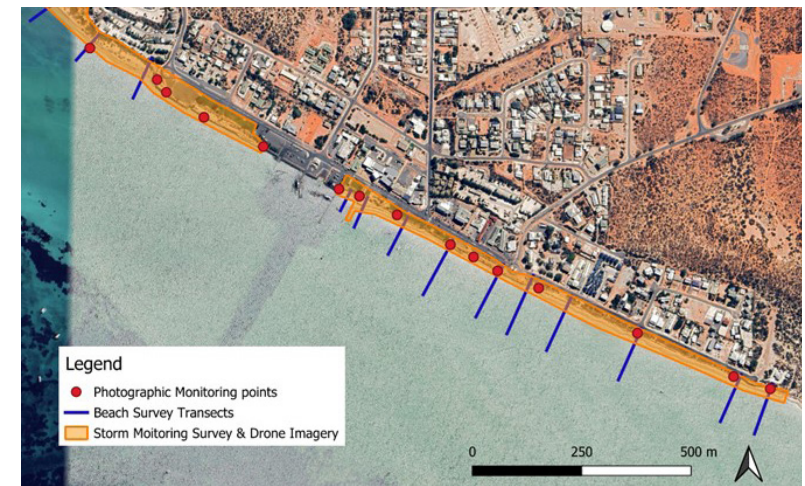 Legend
Photographic Monitoring points
Beach Survey Transects
Storm Moitoring Survey & Drone Imagery
0 250 500 m